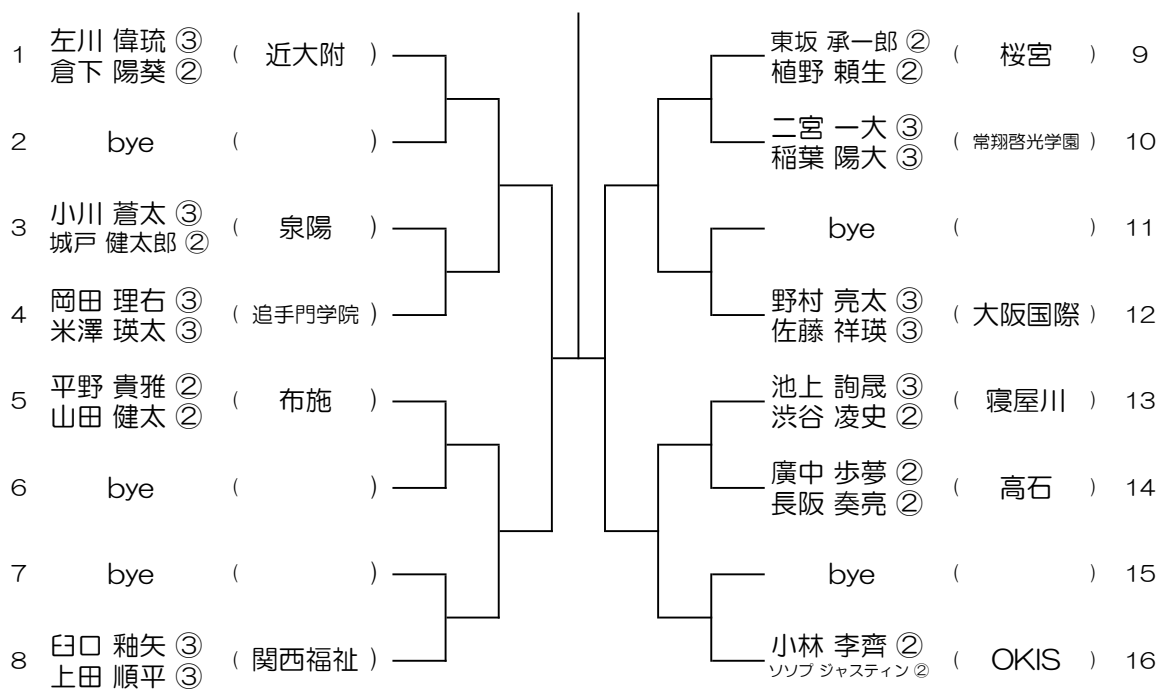 1 左川 偉琉 ③ ( 近大附 )
倉下 陽葵 ②
2 bye ( )
3 小川 蒼太 ③ ( 泉陽 )
城戸 健太郎 ②
4 岡田 理右 ③ ( 追手門学院 )
米澤 瑛太 ③
5 平野 貴雅 ② ( 布施 )
山田 健太 ②
6 bye ( )
7 bye ( )
8 臼口 釉矢 ③ ( 関西福祉 )
上田 順平 ③
東坂 承一郎 ② ( 桜宮 ) 9
植野 頼生 ②
二宮 一大 ③ ( 常翔啓光学園 ) 10
稲葉 陽大 ③
bye ( ) 11
野村 亮太 ③ ( 大阪国際 ) 12
佐藤 祥瑛 ③
池上 詢晟 ③ ( 寝屋川 ) 13
渋谷 凌史 ②
廣中 歩夢 ② ( 高石 ) 14
長阪 奏亮 ②
bye ( ) 15
小林 李齊 ② ( OKIS ) 16
ソソプ ジャスティン ②